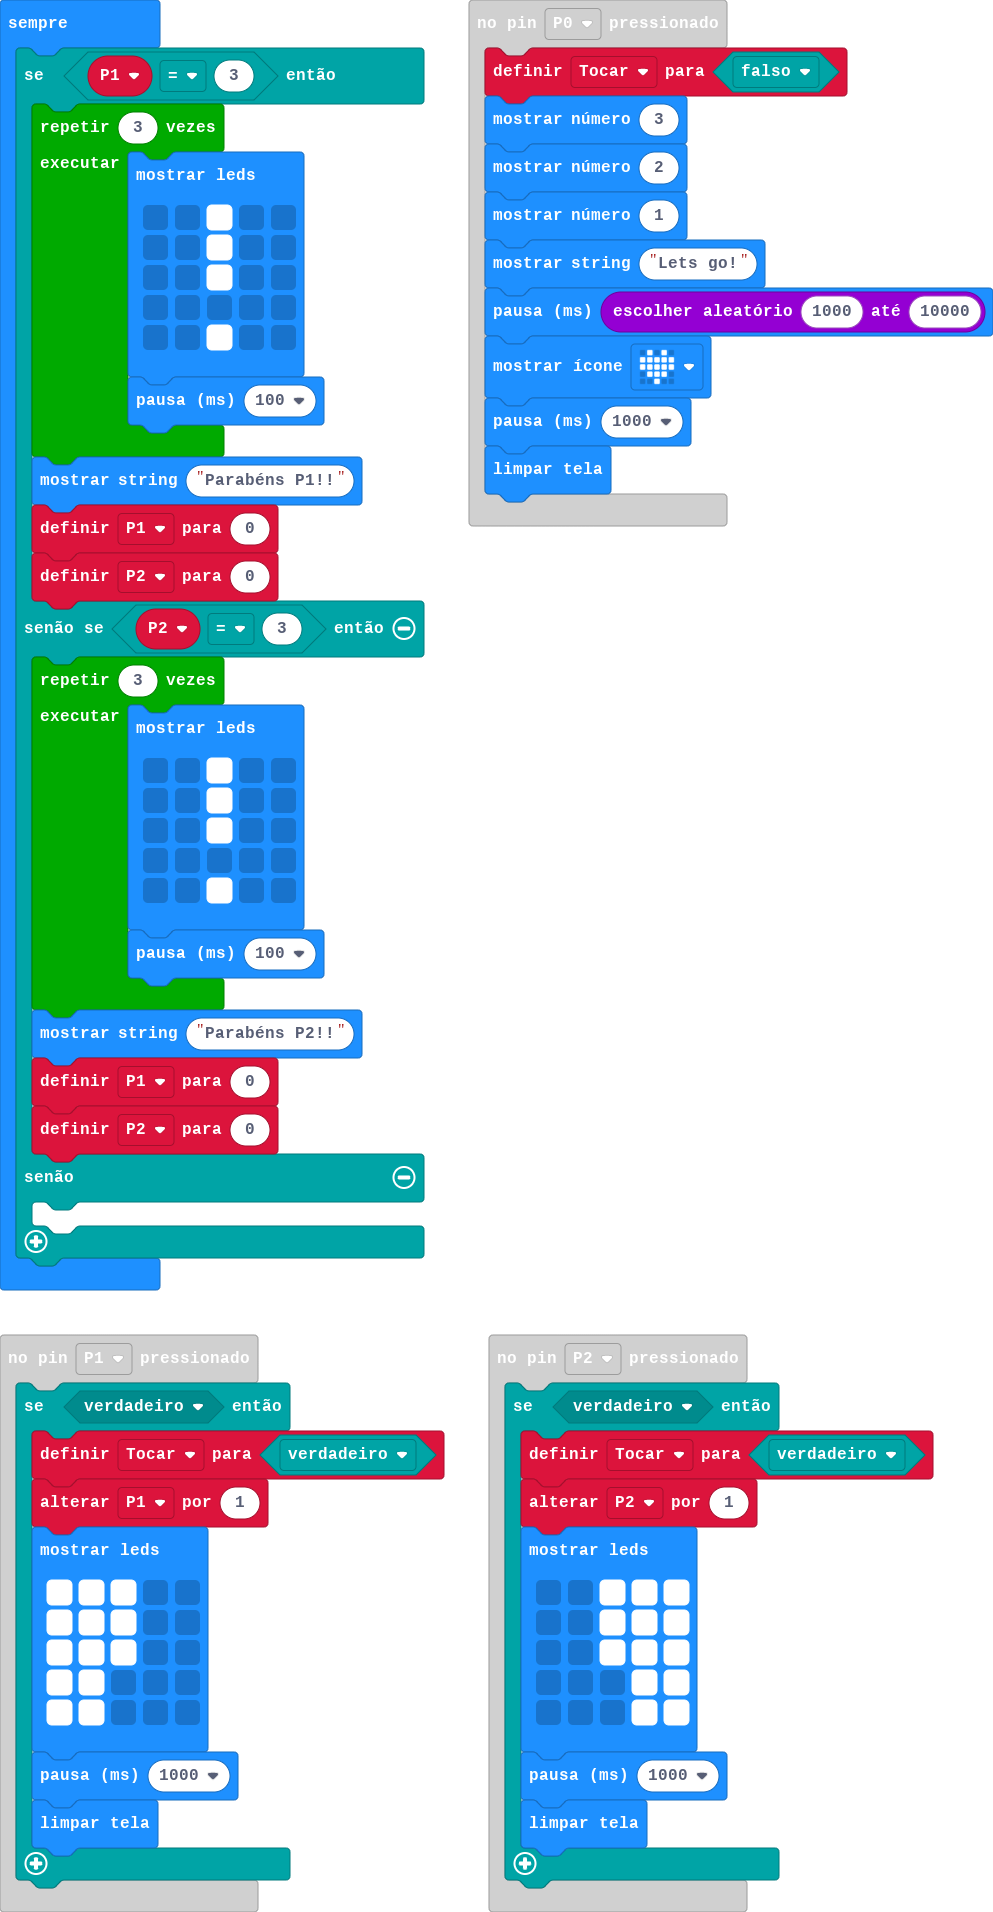 sempre
se P1 = 3 então
repetir 3 vezes
executar
mostrar leds
pausa (ms) 100
mostrar string "Parabéns P1!!"
definir P1 para 0
definir P2 para 0
senão se P2 = 3 então
repetir 3 vezes
executar
mostrar leds
pausa (ms) 100
mostrar string "Parabéns P2!!"
definir P1 para 0
definir P2 para 0
senão
no pin P0 pressionado
definir Tocar para falso
mostrar número 3
mostrar número 2
mostrar número 1
mostrar string "Lets go!"
pausa (ms) escolher aleatório 1000 até 10000
mostrar ícone
pausa (ms) 1000
limpar tela
no pin P1 pressionado
se verdadeiro então
definir Tocar para verdadeiro
alterar P1 por 1
mostrar leds
pausa (ms) 1000
limpar tela
no pin P2 pressionado
se verdadeiro então
definir Tocar para verdadeiro
alterar P2 por 1
mostrar leds
pausa (ms) 1000
limpar tela